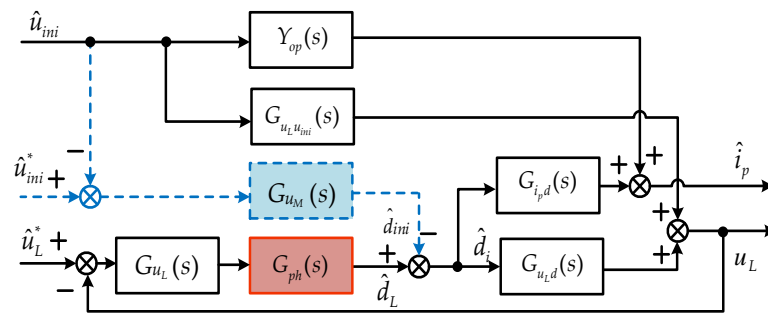 û_ini
Y_op(s)
G_{u_L u_ini}(s)
−
û*_ini +
G_{u_M}(s)
d̂_ini −
G_{i_p d}(s)
+ +
î_p
û*_L +
−
G_{u_L}(s)
G_ph(s)
+
d̂_L
d̂_i
G_{u_L d}(s)
+
+
u_L